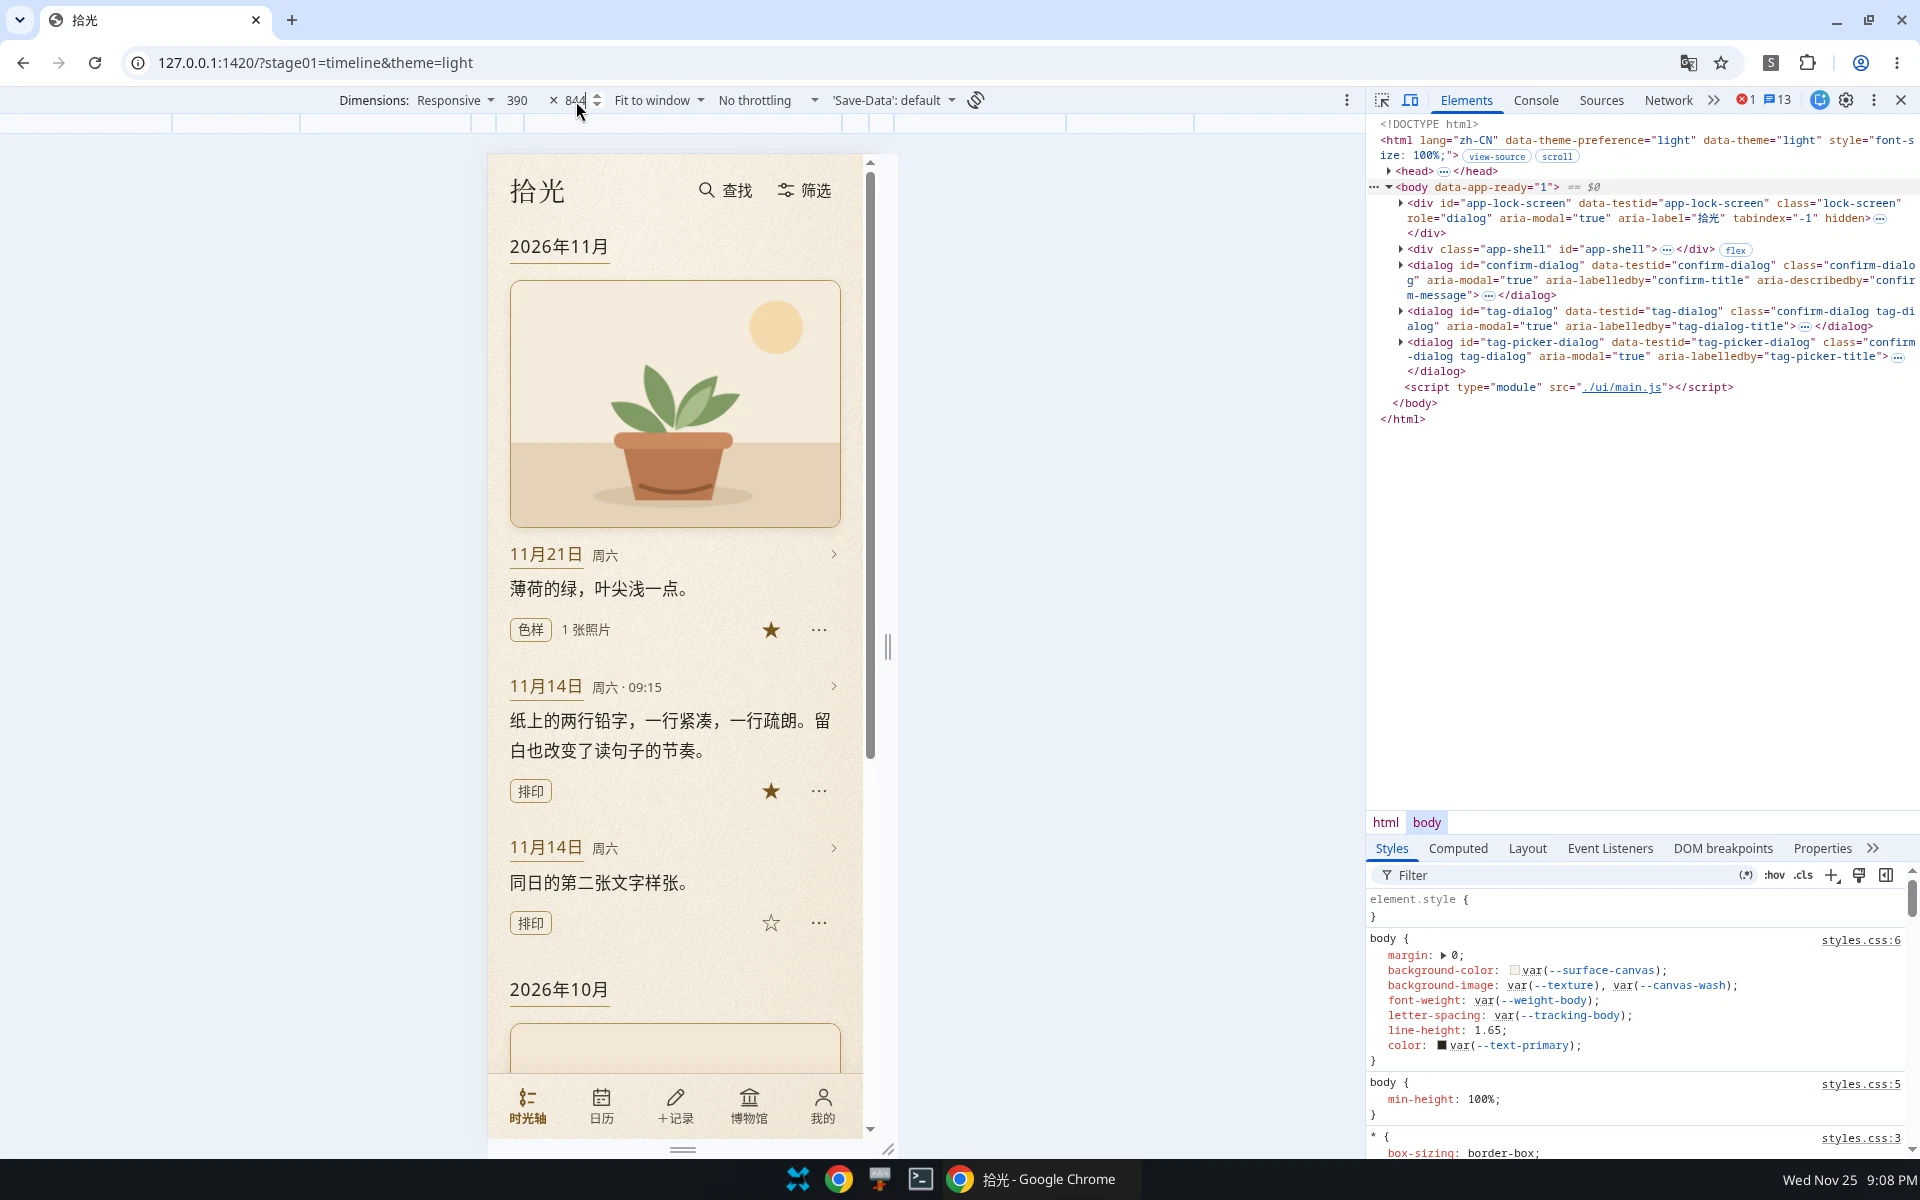 拾光
127.0.0.1:1420/?stage01=timeline&theme=light
S
Dimensions: Responsive 390 × 844 Fit to window No throttling 'Save-Data': default
Elements Console Sources Network 1 13
拾光 查找 筛选
2026年11月
11月21日 周六
薄荷的绿，叶尖浅一点。
色样 1 张照片
11月14日 周六 · 09:15
纸上的两行铅字，一行紧凑，一行疏朗。留
白也改变了读句子的节奏。
排印
11月14日 周六
同日的第二张文字样张。
排印
2026年10月
时光轴 日历 ＋记录 博物馆 我的
<!DOCTYPE html>
<html lang="zh-CN" data-theme-preference="light" data-theme="light" style="font-s
ize: 100%;"> view-source scroll
<head> </head>
<body data-app-ready="1"> == $0
<div id="app-lock-screen" data-testid="app-lock-screen" class="lock-screen"
role="dialog" aria-modal="true" aria-label="拾光" tabindex="-1" hidden>
</div>
<div class="app-shell" id="app-shell"> </div> flex
<dialog id="confirm-dialog" data-testid="confirm-dialog" class="confirm-dialo
g" aria-modal="true" aria-labelledby="confirm-title" aria-describedby="confir
m-message"> </dialog>
<dialog id="tag-dialog" data-testid="tag-dialog" class="confirm-dialog tag-di
alog" aria-modal="true" aria-labelledby="tag-dialog-title"> </dialog>
<dialog id="tag-picker-dialog" data-testid="tag-picker-dialog" class="confirm
-dialog tag-dialog" aria-modal="true" aria-labelledby="tag-picker-title">
</dialog>
<script type="module" src="./ui/main.js"></script>
</body>
</html>
html body
Styles Computed Layout Event Listeners DOM breakpoints Properties
Filter (.*) :hov .cls
element.style {
}
body { styles.css:6
margin: 0;
background-color: var(--surface-canvas);
background-image: var(--texture), var(--canvas-wash);
font-weight: var(--weight-body);
letter-spacing: var(--tracking-body);
line-height: 1.65;
color: var(--text-primary);
}
body { styles.css:5
min-height: 100%;
}
* { styles.css:3
box-sizing: border-box;
拾光 - Google Chrome
Wed Nov 25 9:08 PM